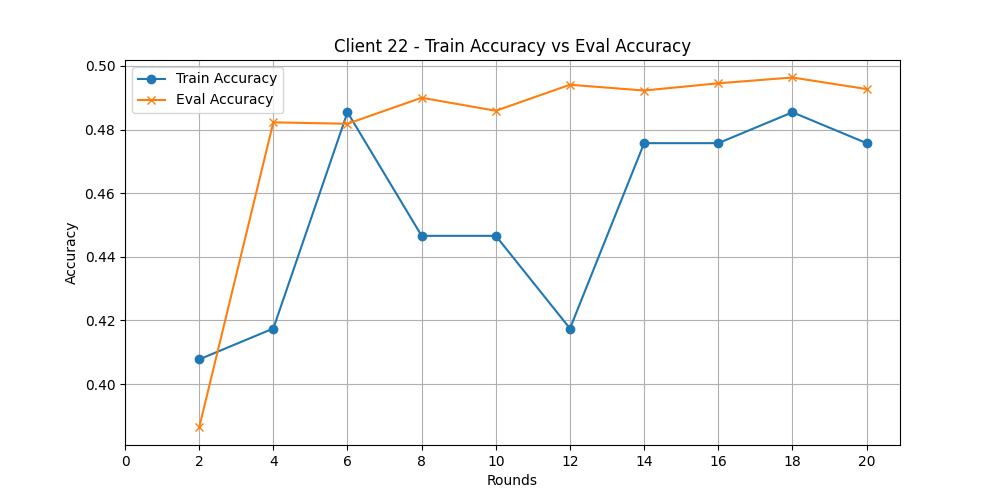 Client 22 - Train Accuracy vs Eval Accuracy
Train Accuracy
Eval Accuracy
Accuracy
0.50
0.48
0.46
0.44
0.42
0.40
0 2 4 6 8 10 12 14 16 18 20
Rounds